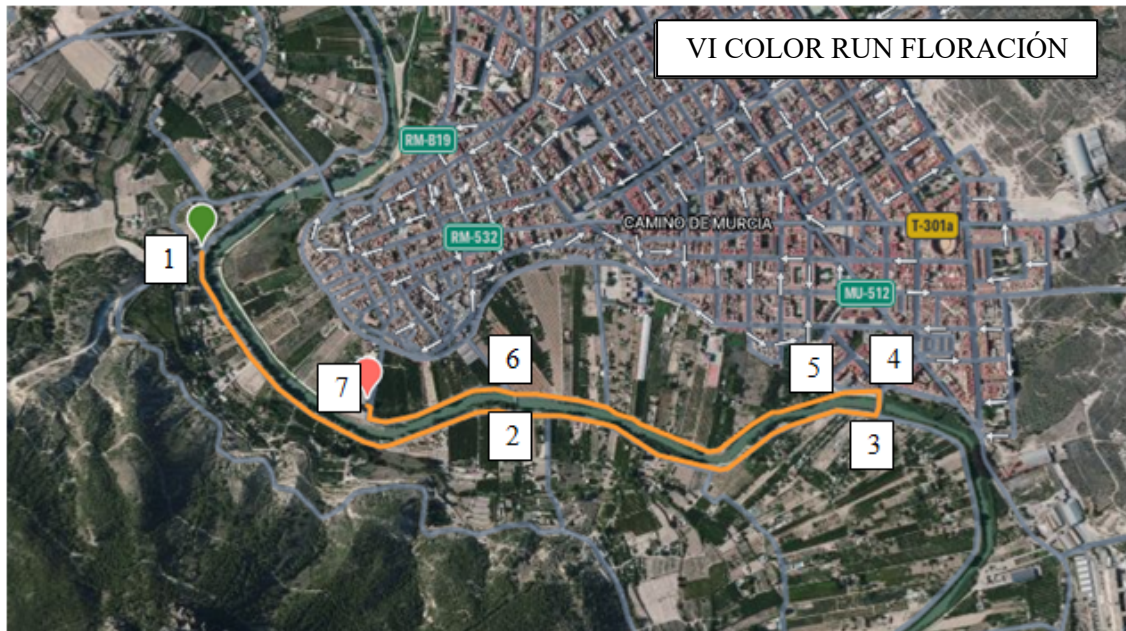 VI COLOR RUN FLORACIÓN
RM-B19
1
RM-532
CAMINO DE MURCIA
T-301a
MU-512
7
6
5
4
2
3